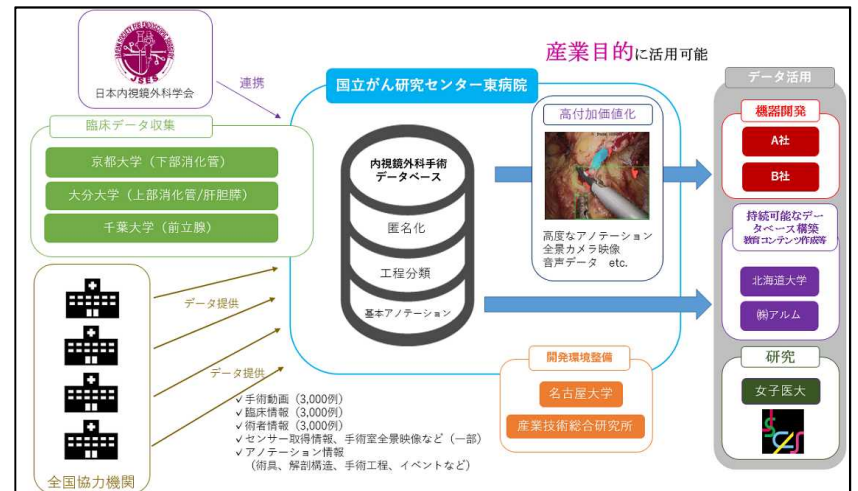 JSES
日本内視鏡外科学会
連携
産業目的に活用可能
国立がん研究センター東病院
臨床データ収集
京都大学（下部消化管）
大分大学（上部消化管/肝胆膵）
千葉大学（前立腺）
内視鏡外科手術
データベース
匿名化
工程分類
基本アノテーション
高付加価値化
高度なアノテーション
全景カメラ映像
音声データ etc.
データ活用
機器開発
A社
B社
持続可能なデー
タベース構築
教育コンテンツ作成等
北海道大学
㈱アルム
研究
女子医大
データ提供
データ提供
全国協力機関
✓手術動画（3,000例）
✓臨床情報（3,000例）
✓術者情報（3,000例）
✓センサー取得情報、手術室全景映像など（一部）
✓アノテーション情報
（術具、解剖構造、手術工程、イベントなど）
開発環境整備
名古屋大学
産業技術総合研究所